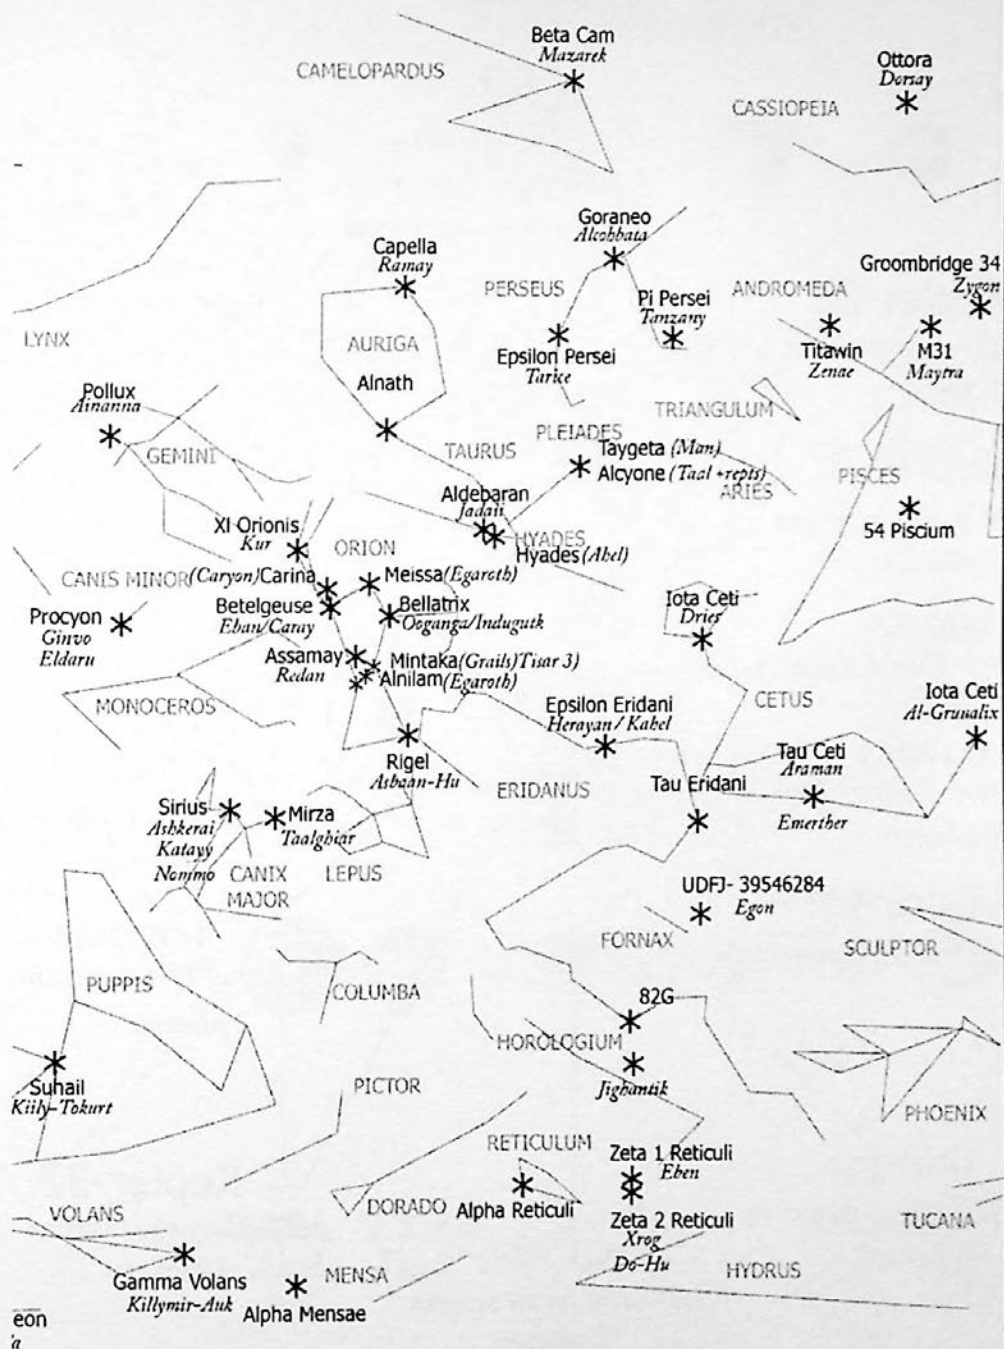 Beta Cam
Mazarek
CAMELOPARDUS
Ottora
Dorsay
CASSIOPEIA
Goraneo
Alcohbata
Capella
Ramay
PERSEUS
Pi Persei
Tanzany
ANDROMEDA
Groombridge 34
Zygon
LYNX
AURIGA
Epsilon Persei
Tarice
Titawin
Zenae
M31
Maytra
Alnath
Pollux
Ainanna
TRIANGULUM
GEMINI
TAURUS
PLEIADES
Taygeta (Man)
Alcyone (Taal +repts)
ARIES
PISCES
Aldebaran
Jadaii
54 Piscium
XI Orionis
Kur
ORION
HYADES
Hyades (Ahel)
CANIS MINOR
(Caryon) Carina
Meissa (Egaroth)
Procyon
Ginvo
Eldaru
Betelgeuse
Eban/Caray
Bellatrix
Ooganga/Indugutk
Iota Ceti
Dries
Assamay
Redan
Mintaka (Grails) Tisar 3)
Alnilam (Egaroth)
MONOCEROS
Epsilon Eridani
Herayan / Kahel
CETUS
Iota Ceti
Al-Grunalix
Rigel
Asbaan-Hu
ERIDANUS
Tau Eridani
Tau Ceti
Araman
Emerther
Sirius
Ashkerai
Katayy
Nommo
Mirza
Taalghiar
CANIX
MAJOR
LEPUS
UDFJ- 39546284
Egon
FORNAX
SCULPTOR
PUPPIS
COLUMBA
82G
HOROLOGIUM
Suhail
Kiily-Tokurt
PICTOR
Jighantik
PHOENIX
RETICULUM
Zeta 1 Reticuli
Eben
VOLANS
DORADO
Alpha Reticuli
Zeta 2 Reticuli
Xrog
Do-Hu
TUCANA
Gamma Volans
Killymir-Auk
MENSA
Alpha Mensae
HYDRUS
eon
'a